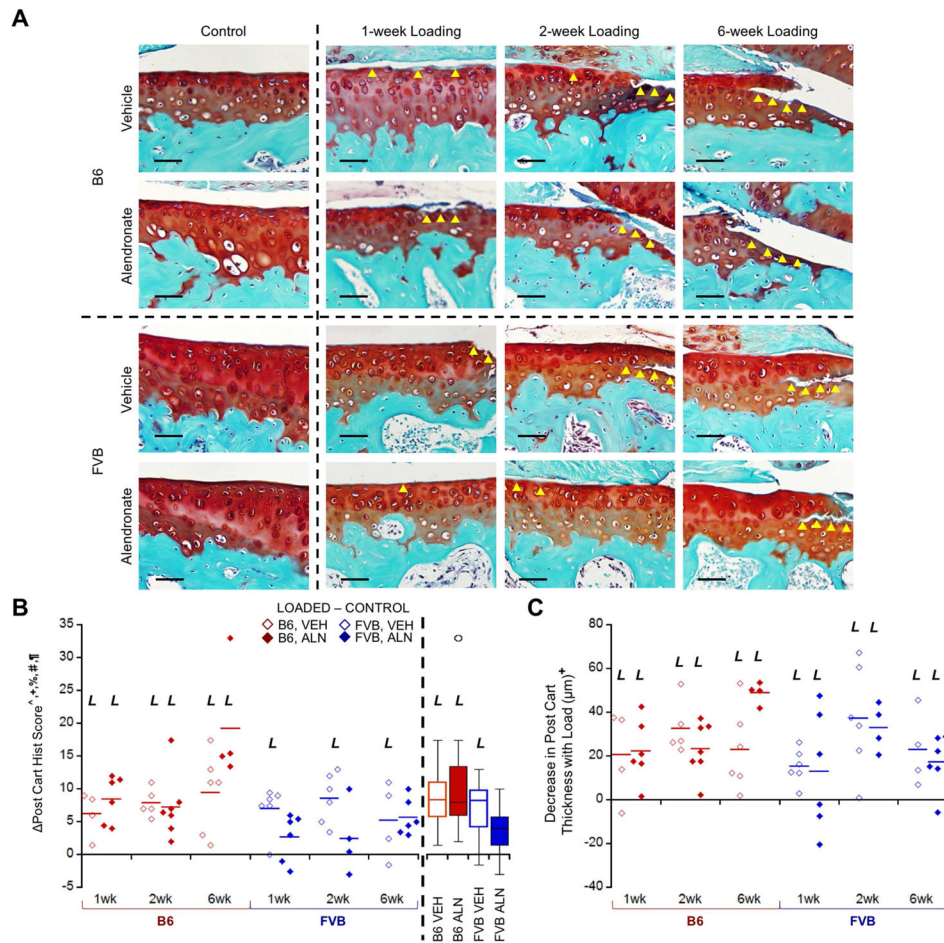 A
Control
1-week Loading
2-week Loading
6-week Loading
B6
Vehicle
Alendronate
FVB
Vehicle
Alendronate
B
LOADED – CONTROL
B6, VEH
FVB, VEH
B6, ALN
FVB, ALN
ΔPost Cart Hist Score^,+,%,#,¶
35
30
25
20
15
10
5
0
-5
L L L L L L
L L L L
1wk 2wk 6wk 1wk 2wk 6wk
B6 FVB
B6 VEH
B6 ALN
FVB VEH
FVB ALN
C
Decrease in Post Cart
Thickness with Load (μm)+
80
60
40
20
0
-20
-40
L L L L L L
L L L L L L
1wk 2wk 6wk 1wk 2wk 6wk
B6 FVB